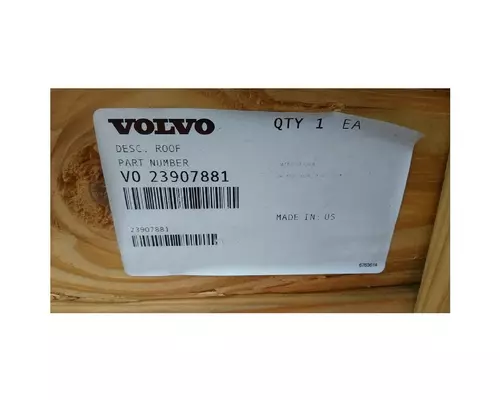 VOLVO
QTY 1 EA
DESC. ROOF
PART NUMBER
VO 23907881
23907881
MADE IN: US